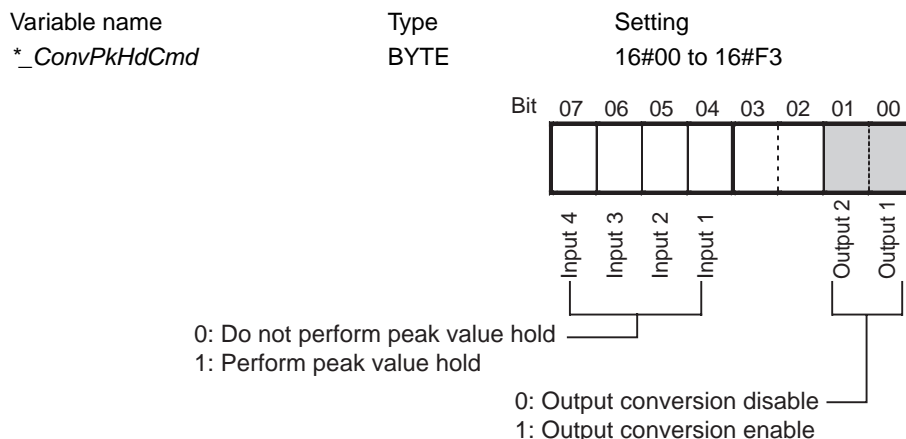 Variable name Type Setting
*_ConvPkHdCmd BYTE 16#00 to 16#F3
Bit 07 06 05 04 03 02 01 00
Input 4 Input 3 Input 2 Input 1 Output 2 Output 1
0: Do not perform peak value hold
1: Perform peak value hold
0: Output conversion disable
1: Output conversion enable